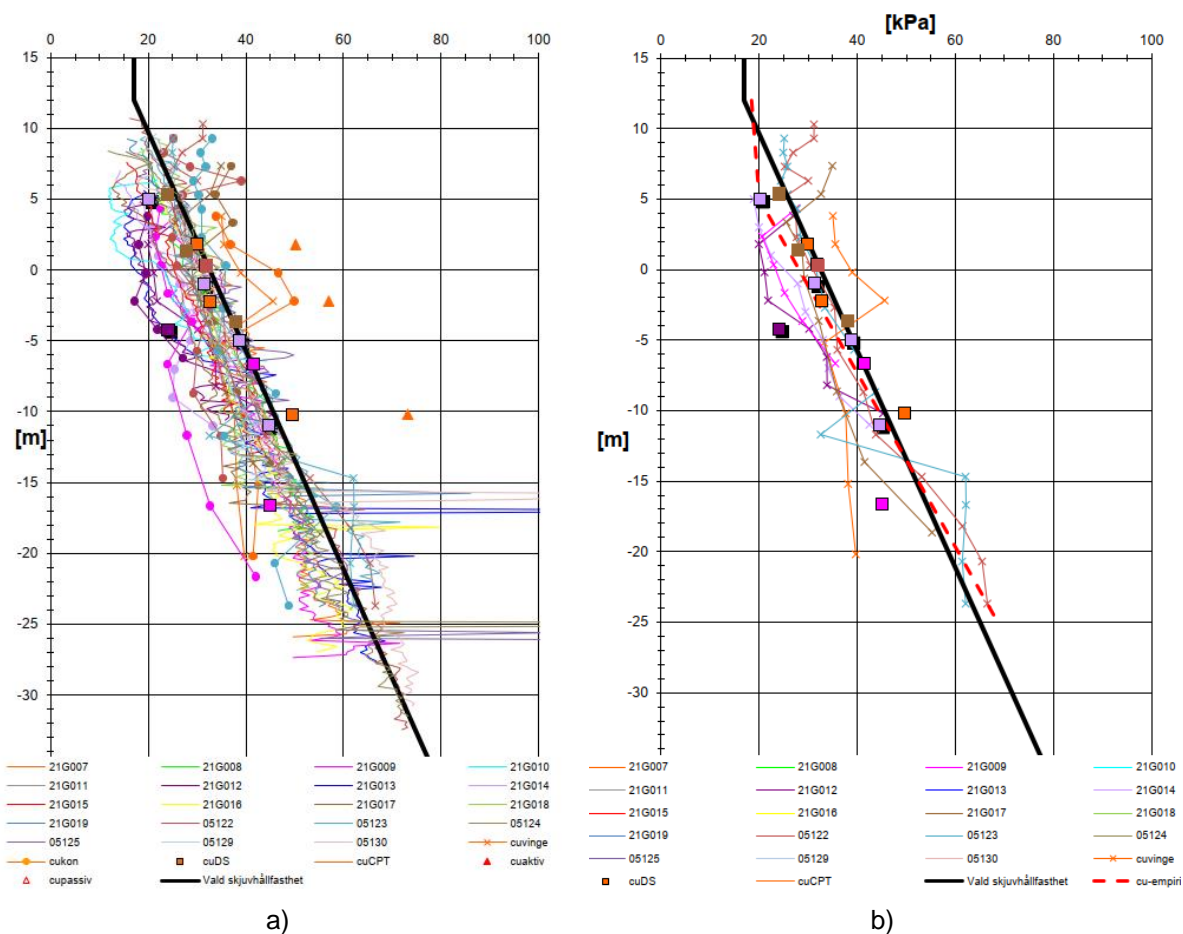 [kPa]
0 20 40 60 80 100
0 20 40 60 80 100
15
10
5
0
-5
-10
[m]
-15
-20
-25
-30
15
10
5
0
-5
-10
[m]
-15
-20
-25
-30
21G007 21G008 21G009 21G010
21G011 21G012 21G013 21G014
21G015 21G016 21G017 21G018
21G019 05122 05123 05124
05125 05129 05130 cuvinge
cukon cuDS cuCPT cuaktiv
cupassiv Vald skjuvhållfasthet
21G007 21G008 21G009 21G010
21G011 21G012 21G013 21G014
21G015 21G016 21G017 21G018
21G019 05122 05123 05124
05125 05129 05130 cuvinge
cuDS cuCPT Vald skjuvhållfasthet cu-empiri
a) b)